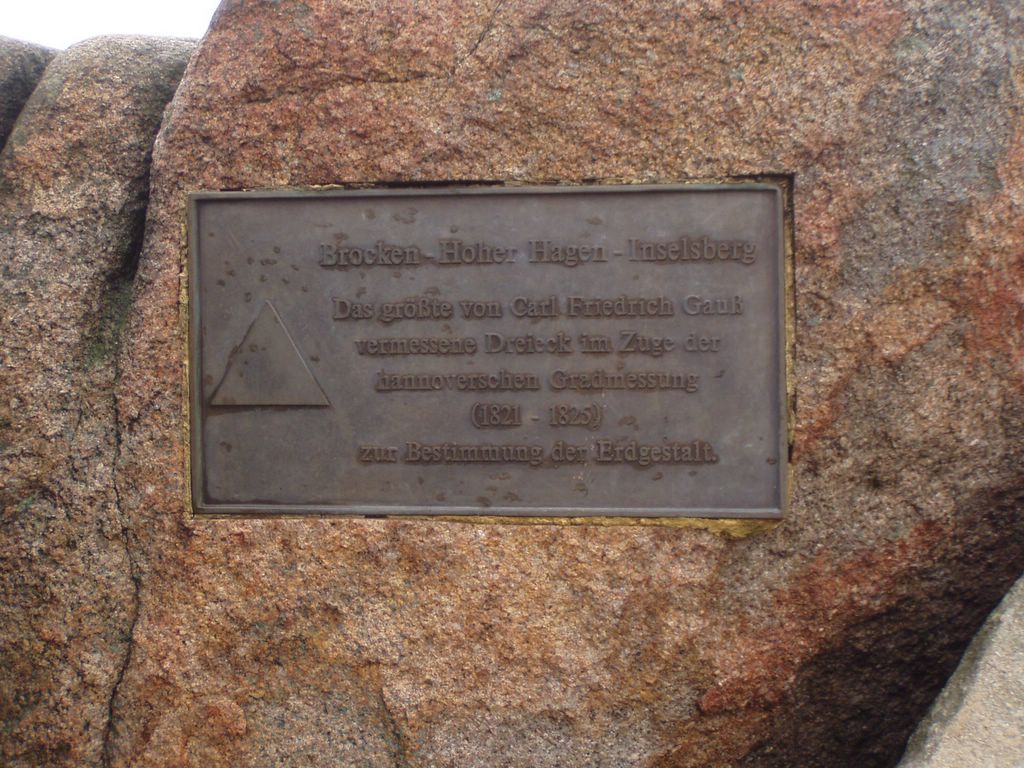 Brocken - Hoher Hagen - Inselsberg
Das größte von Carl Friedrich Gauß
vermessene Dreieck im Zuge der
hannoverschen Gradmessung
(1821 - 1825)
zur Bestimmung der Erdgestalt.